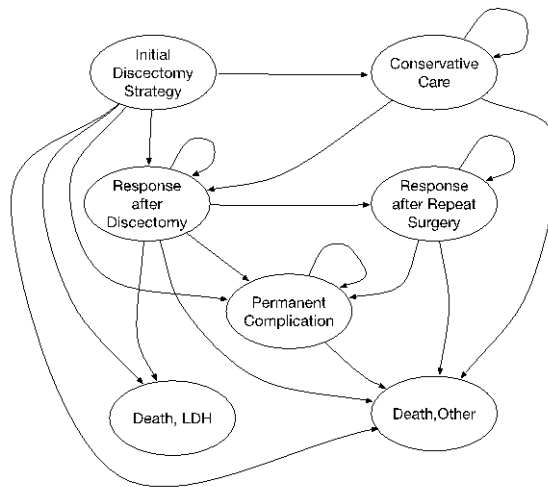 Initial
Discectomy
Strategy
Conservative
Care
Response
after
Discectomy
Response
after Repeat
Surgery
Permanent
Complication
Death, LDH
Death,Other